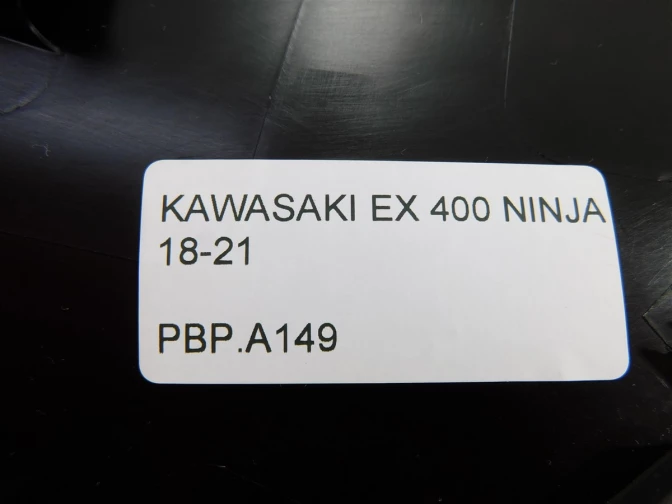 KAWASAKI EX 400 NINJA
18-21
PBP.A149